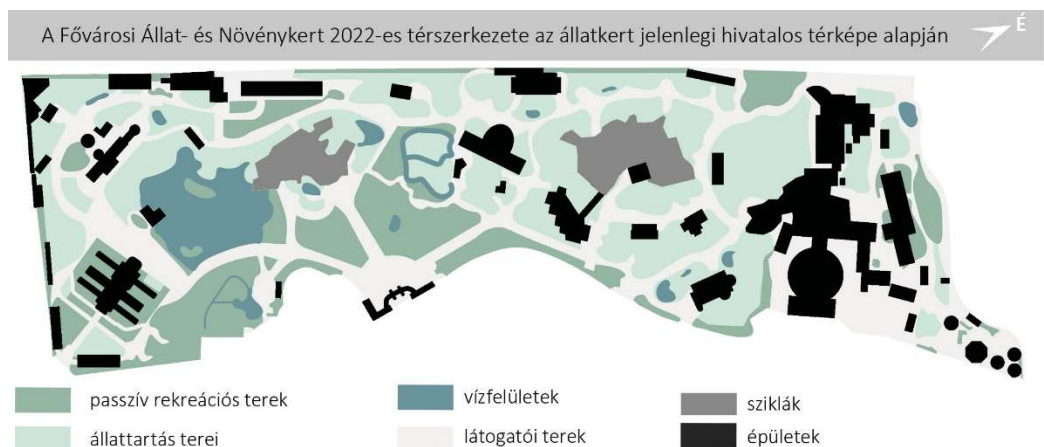 A Fővárosi Állat- és Növénykert 2022-es térszerkezete az állatkert jelenlegi hivatalos térképe alapján
É
passzív rekreációs terek
vízfelületek
sziklák
állattartás terei
látogatói terek
épületek